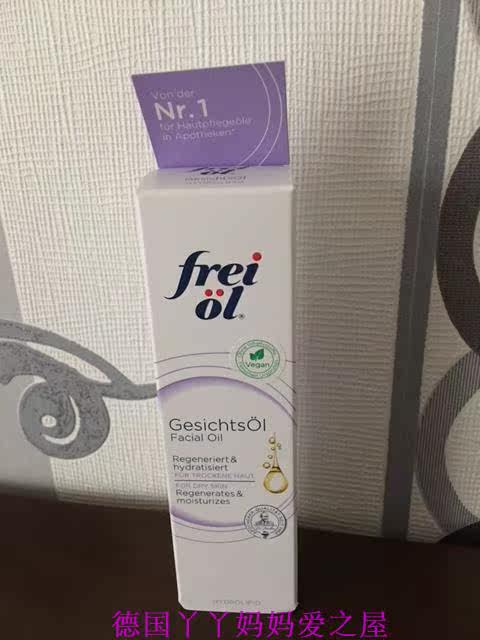 Von der
Nr. 1
für Hautpflegeöle
in Apotheken*
GesichtsÖl
frei
öl®
Vegan
GesichtsÖl
Facial Oil
Regeneriert &
hydratisiert
FÜR TROCKENE HAUT
FOR DRY SKIN
Regenerates &
moisturizes
HYDROLIPID
德国丫丫妈妈爱之屋